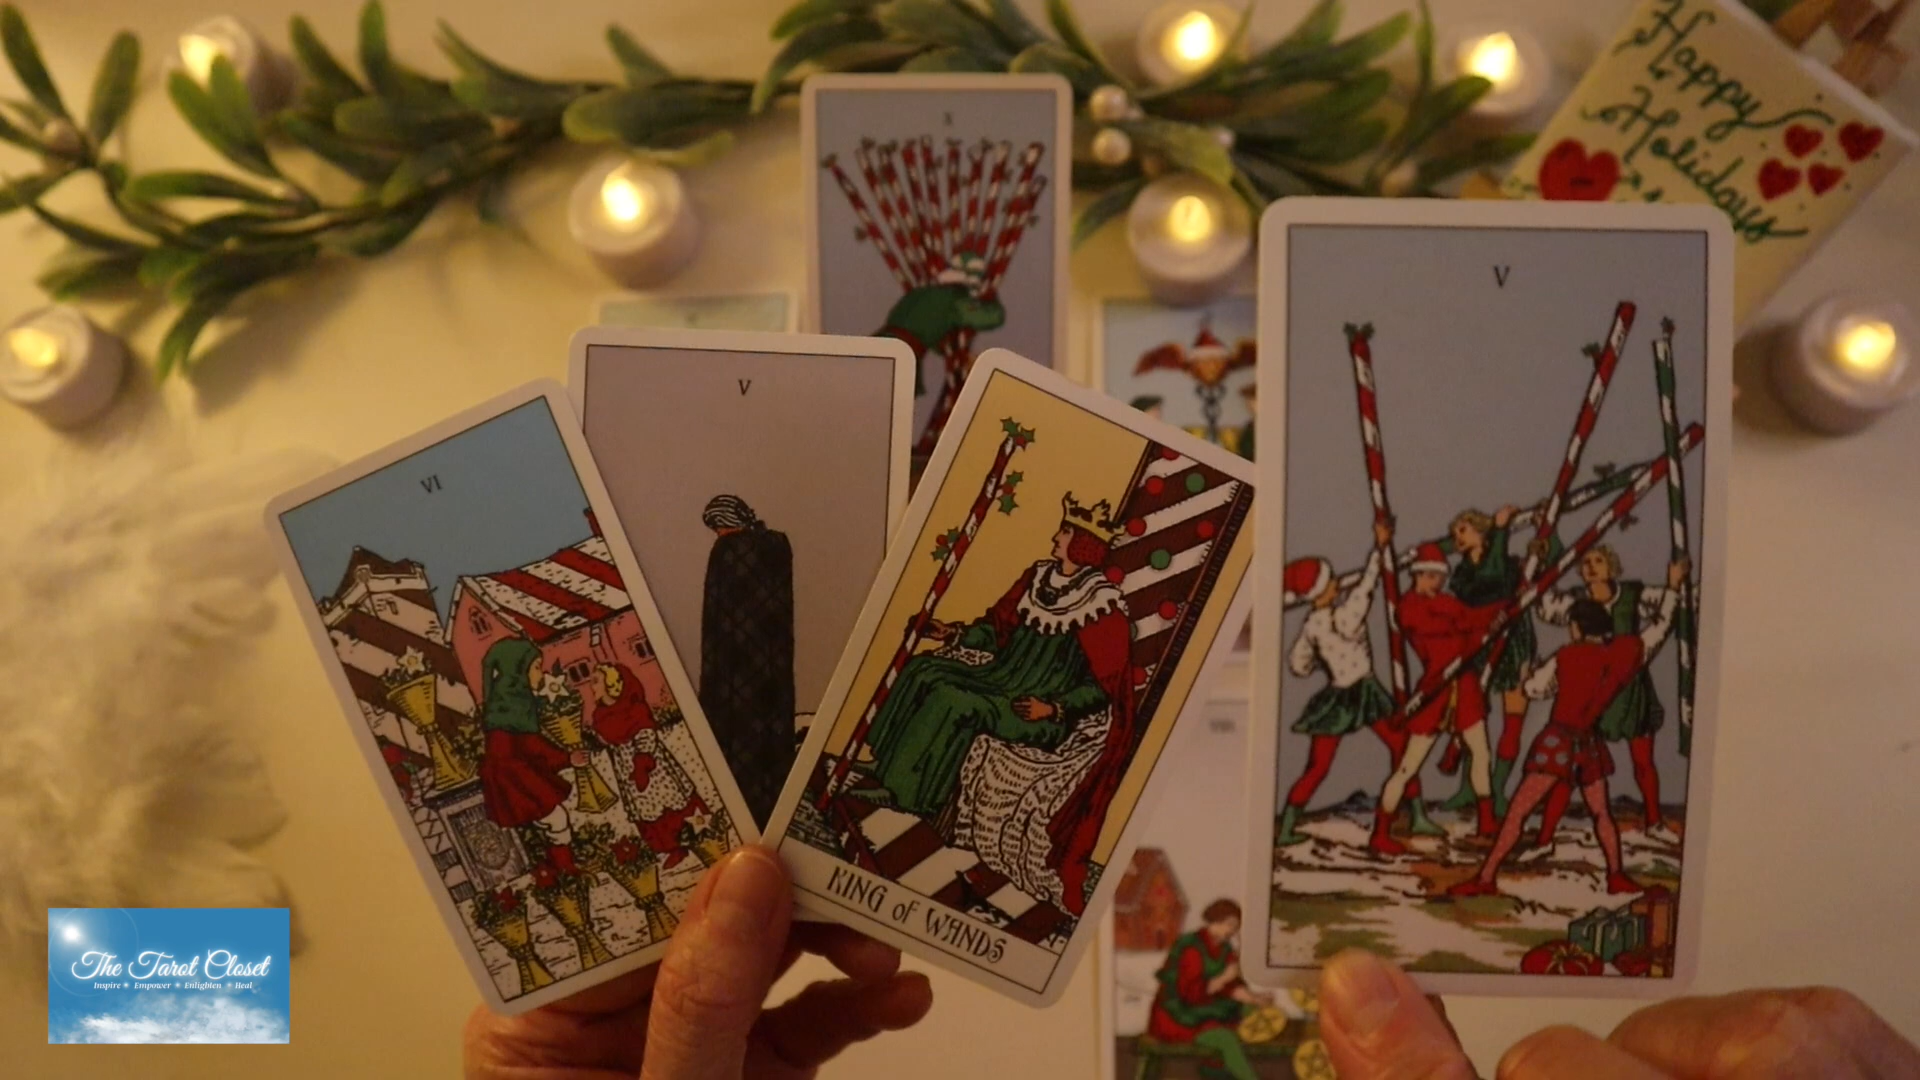 Happy
Holidays
X
V
V
VI
KING of WANDS
The Tarot Closet
Inspire * Empower * Enlighten * Heal